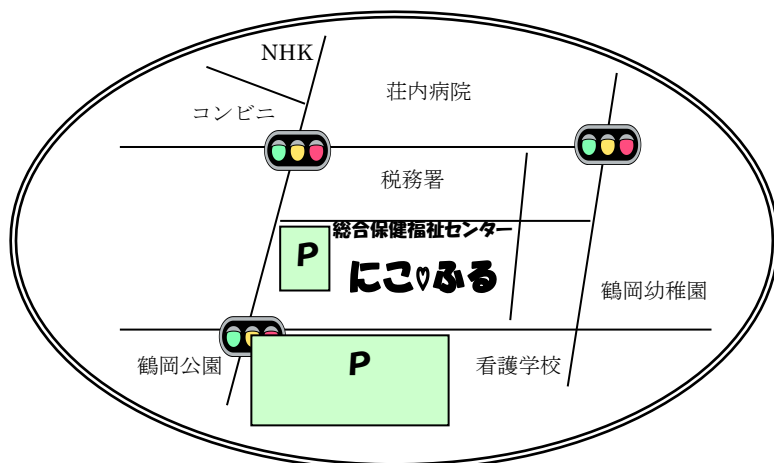 NHK
荘内病院
コンビニ
税務署
総合保健福祉センター
P
にこ♡ふる
鶴岡幼稚園
鶴岡公園
P
看護学校